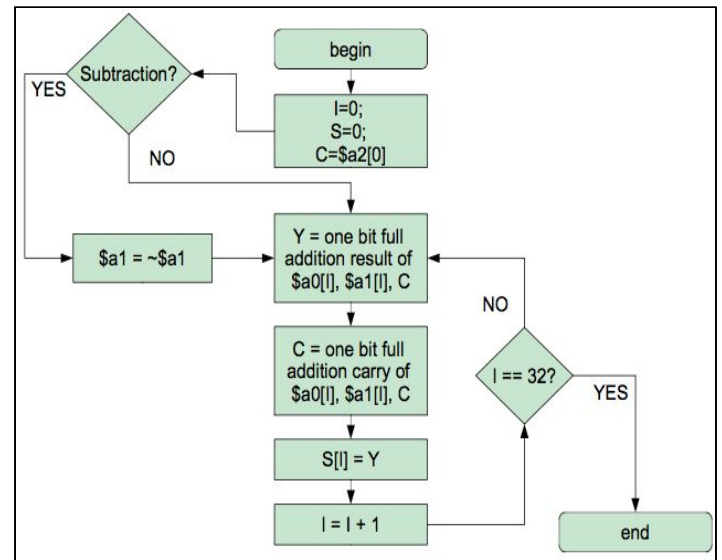 begin
I=0;
S=0;
C=$a2[0]
Subtraction?
YES
NO
$a1 = ~$a1
Y = one bit full
addition result of
$a0[I], $a1[I], C
C = one bit full
addition carry of
$a0[I], $a1[I], C
S[I] = Y
I = I + 1
I == 32?
NO
YES
end